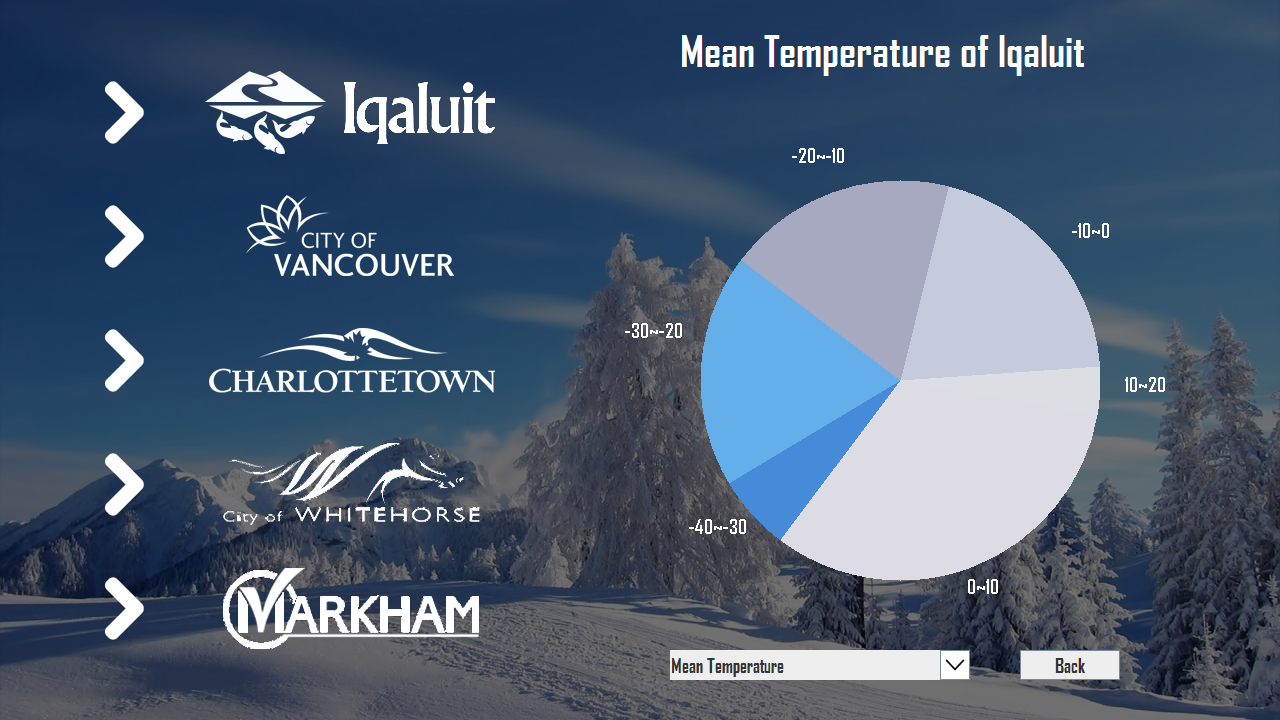 Iqaluit
CITY OF
VANCOUVER
CHARLOTTETOWN
City of WHITEHORSE
MARKHAM
Mean Temperature of Iqaluit
-20~-10
-10~0
-30~-20
10~20
-40~-30
0~10
Mean Temperature
Back